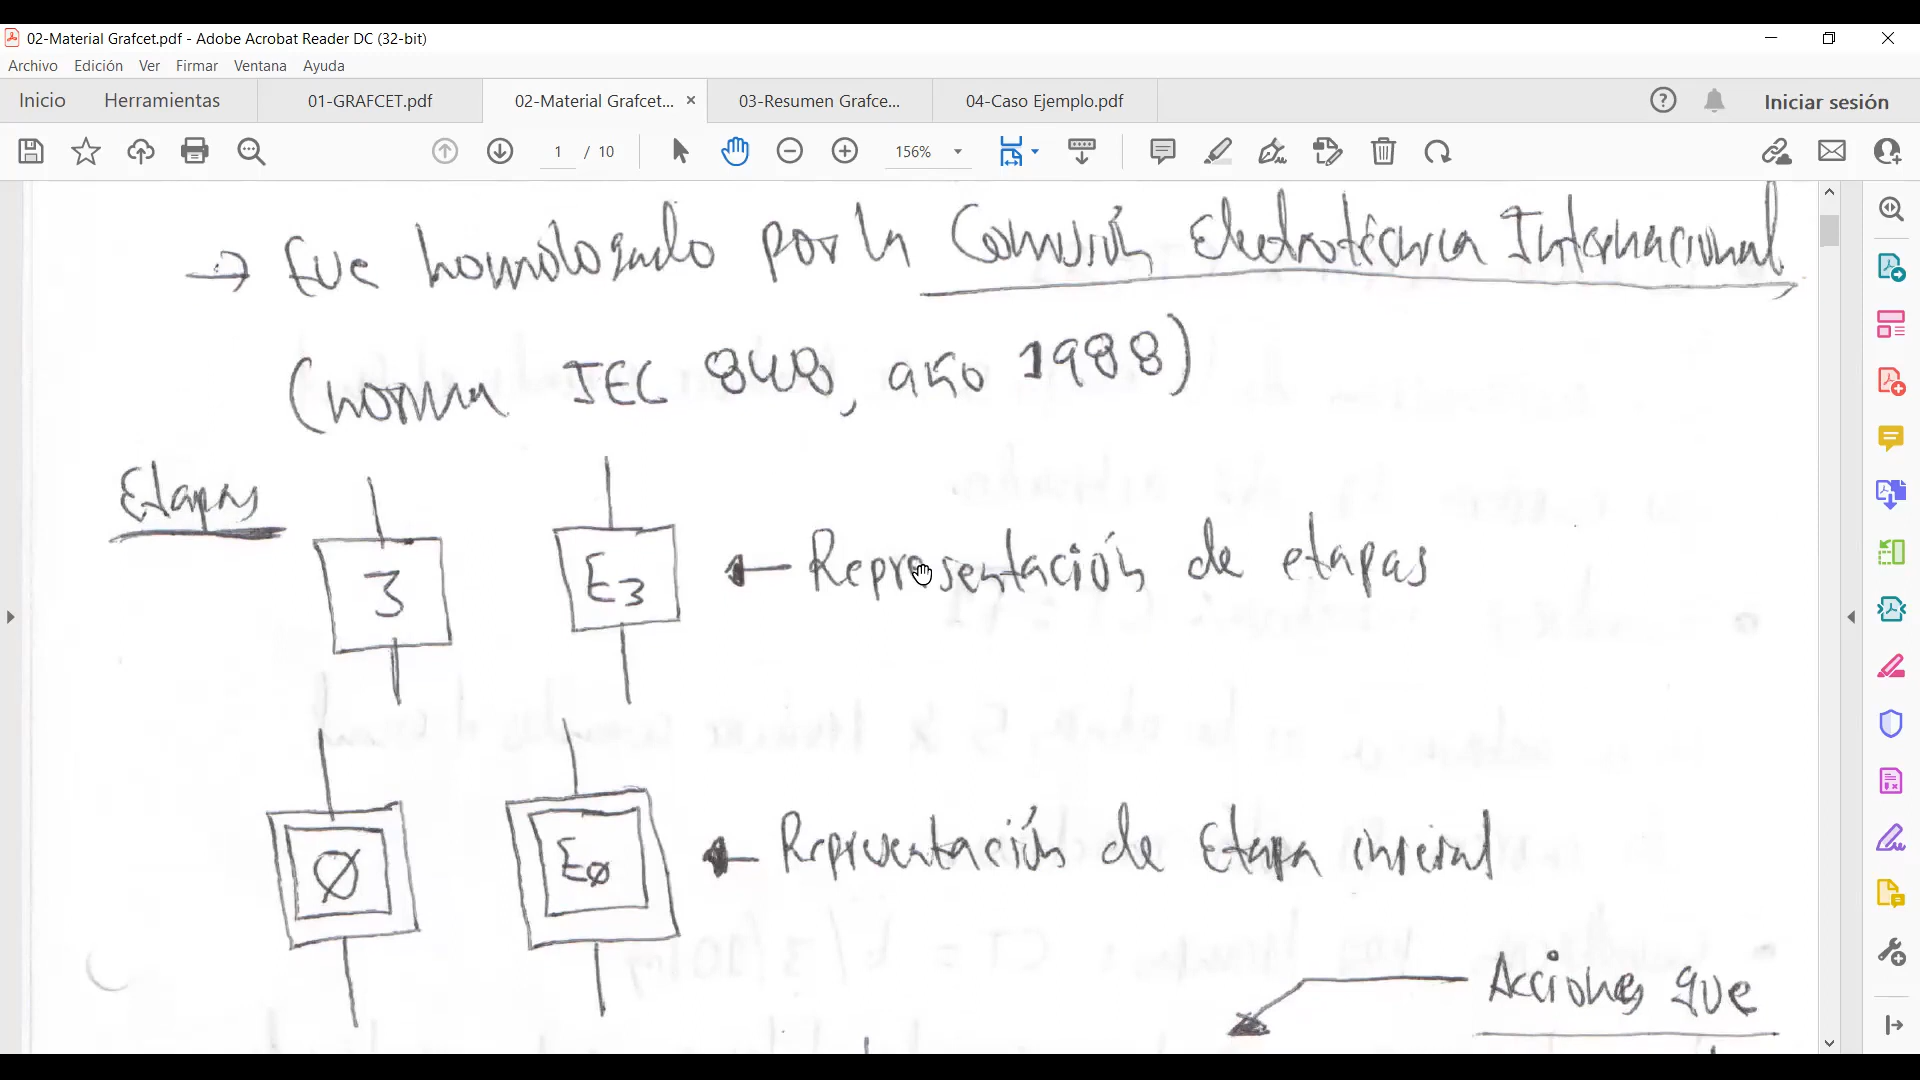 02-Material Grafcet.pdf - Adobe Acrobat Reader DC (32-bit)
Archivo Edición Ver Firmar Ventana Ayuda
Inicio Herramientas 01-GRAFCET.pdf 02-Material Grafcet... × 03-Resumen Grafce... 04-Caso Ejemplo.pdf Iniciar sesión
1 / 10 156%
→ Fue homologado por la Comisión Electrotécnica Internacional
(norma IEC 848, año 1988)
Etapas
3 E3 ← Representación de etapas
Ø EØ ← Representación de Etapa inicial
Acciones que